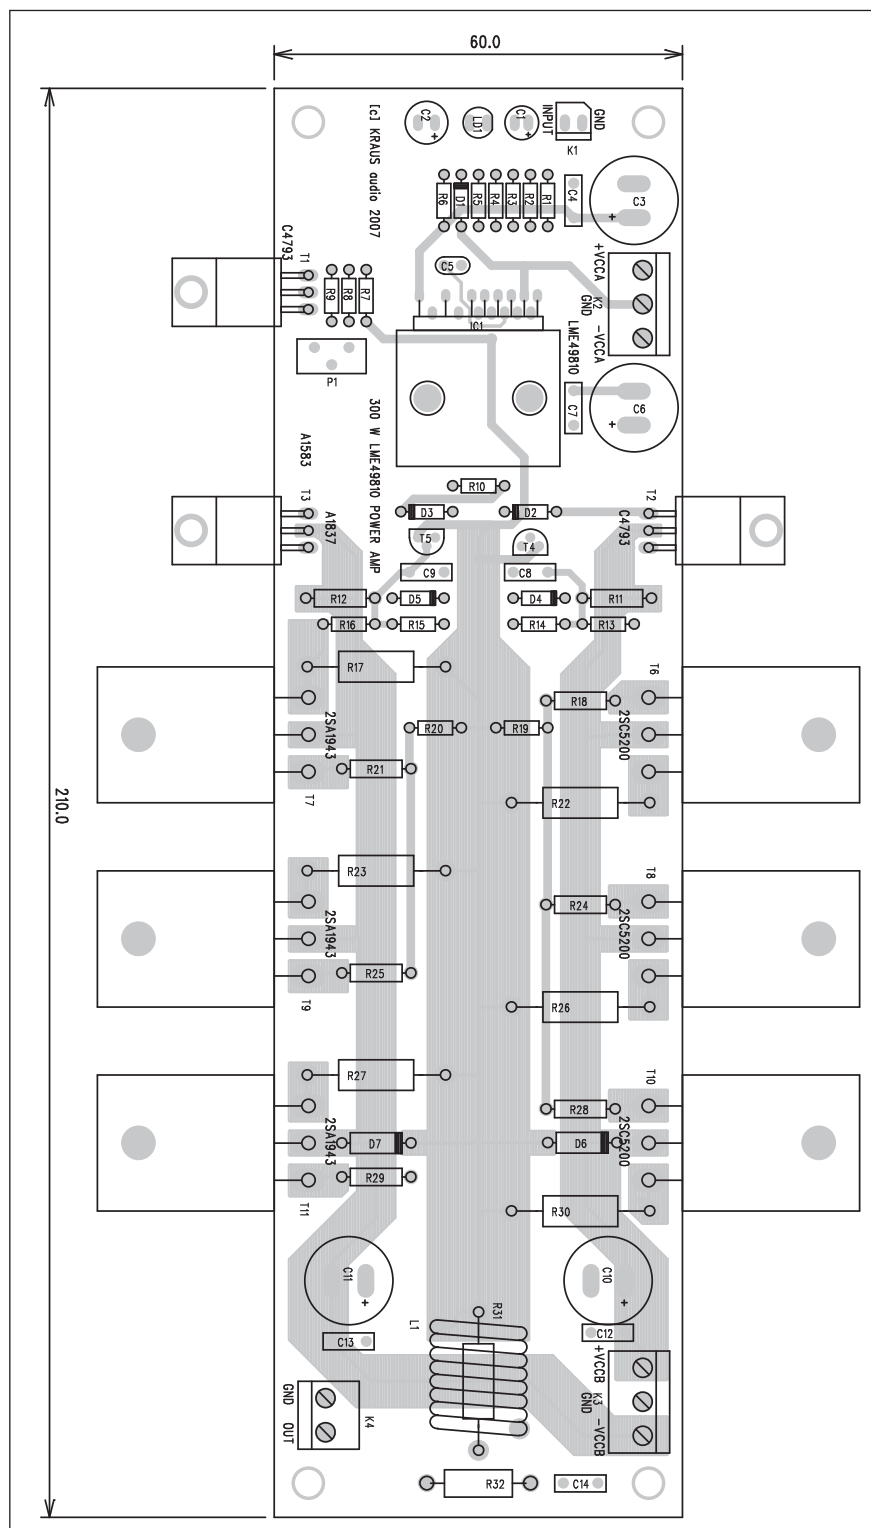 60.0
210.0
[c] KRAUS audio 2007
C2
LD1
C1
INPUT
GND
K1
R6
D1
R5
R4
R3
R2
R1
C4
C3
C4793
T1
R9
R8
R7
C5
+VCCA
K2
GND
-VCCA
IC1
LME49810
P1
C7
C6
300 W LME49810 POWER AMP
A1583
T3
A1837
R10
D3
D2
T2
C4793
T5
T4
C9
C8
R12
D5
D4
R11
R16
R15
R14
R13
R17
T6
R18
2SA1943
R20
R19
2SC5200
R21
T7
R22
R23
T8
R24
2SA1943
2SC5200
R25
T9
R26
R27
T10
R28
2SA1943
D7
D6
2SC5200
R29
T11
R30
C11
C10
L1
R31
C13
C12
+VCCB
K3
GND
-VCCB
GND
OUT
K4
R32
C14